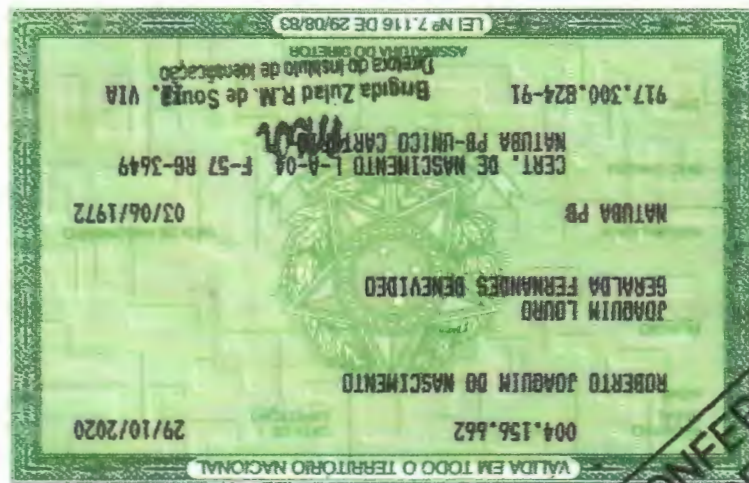 VÁLIDA EM TODO O TERRITÓRIO NACIONAL
004.156.662 29/10/2020
ROBERTO JOAQUIM DO NASCIMENTO
JOAQUIM LOURO
GERALDA FERNANDES BENEVIDEO
NATUBA PB 03/06/1972
CERT. DE NASCIMENTO L-A-04 F-57 RG-3649
NATUBA PB-UNICO CARTORIO
917.300.824-91 VIA
Brigida Zulad R.M. de Souza
Diretora do Instituto de Identificação
ASSINATURA DO DIRETOR
LEI Nº 7.116 DE 29/08/83